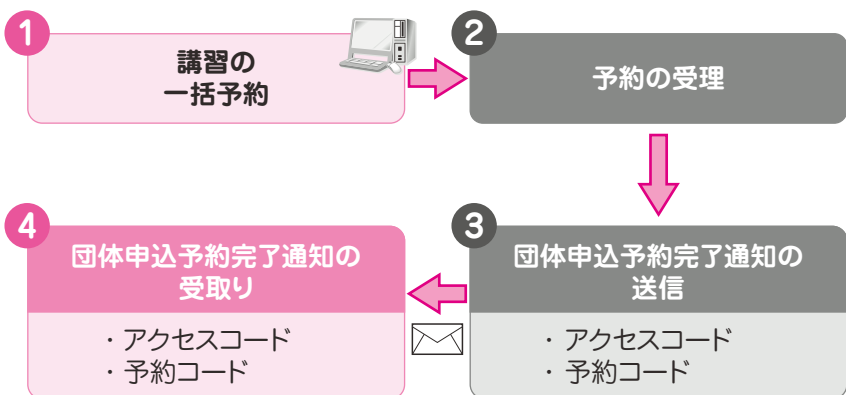 1
講習の
一括予約
2
予約の受理
3
団体申込予約完了通知の
送信
・アクセスコード
・予約コード
4
団体申込予約完了通知の
受取り
・アクセスコード
・予約コード